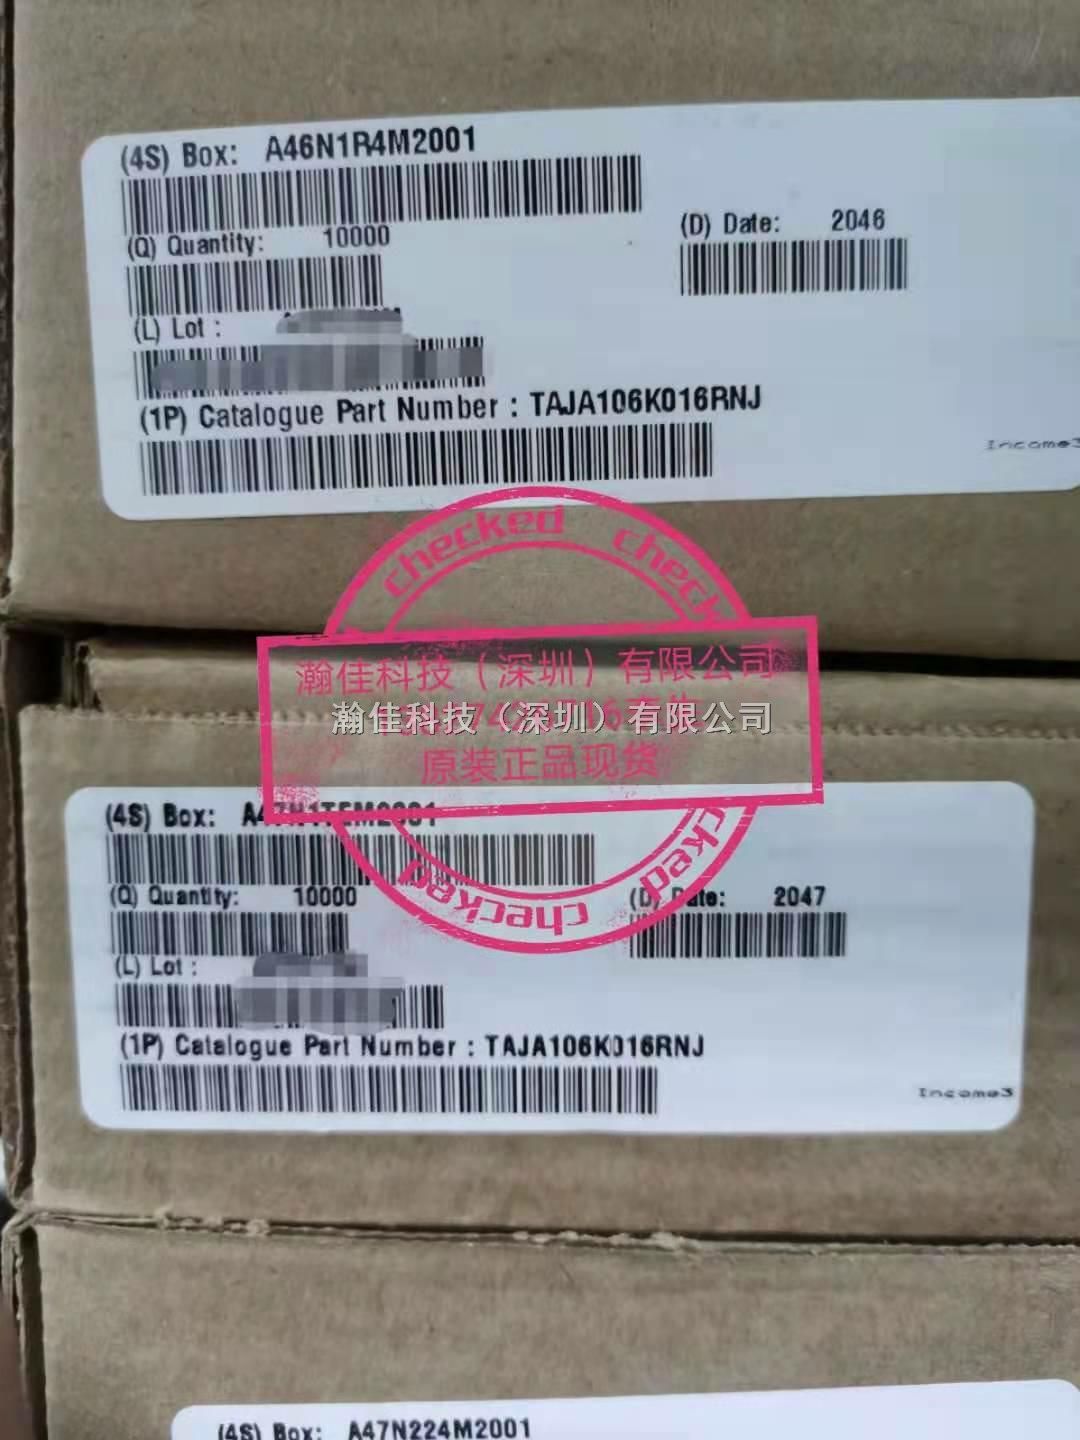 (4S) Box: A46N1R4M2001
(Q) Quantity: 10000
(D) Date: 2046
(L) Lot :
(1P) Catalogue Part Number : TAJA106K016RNJ
Income3
checked checked
瀚佳科技（深圳）有限公司
瀚佳科技（深圳）有限公司
原装正品现货
(4S) Box:
(Q) Quantity: 10000
(D) Date: 2047
(L) Lot :
(1P) Catalogue Part Number : TAJA106K016RNJ
Income3
checked checked checked
(4S) Box: A47N224M2001